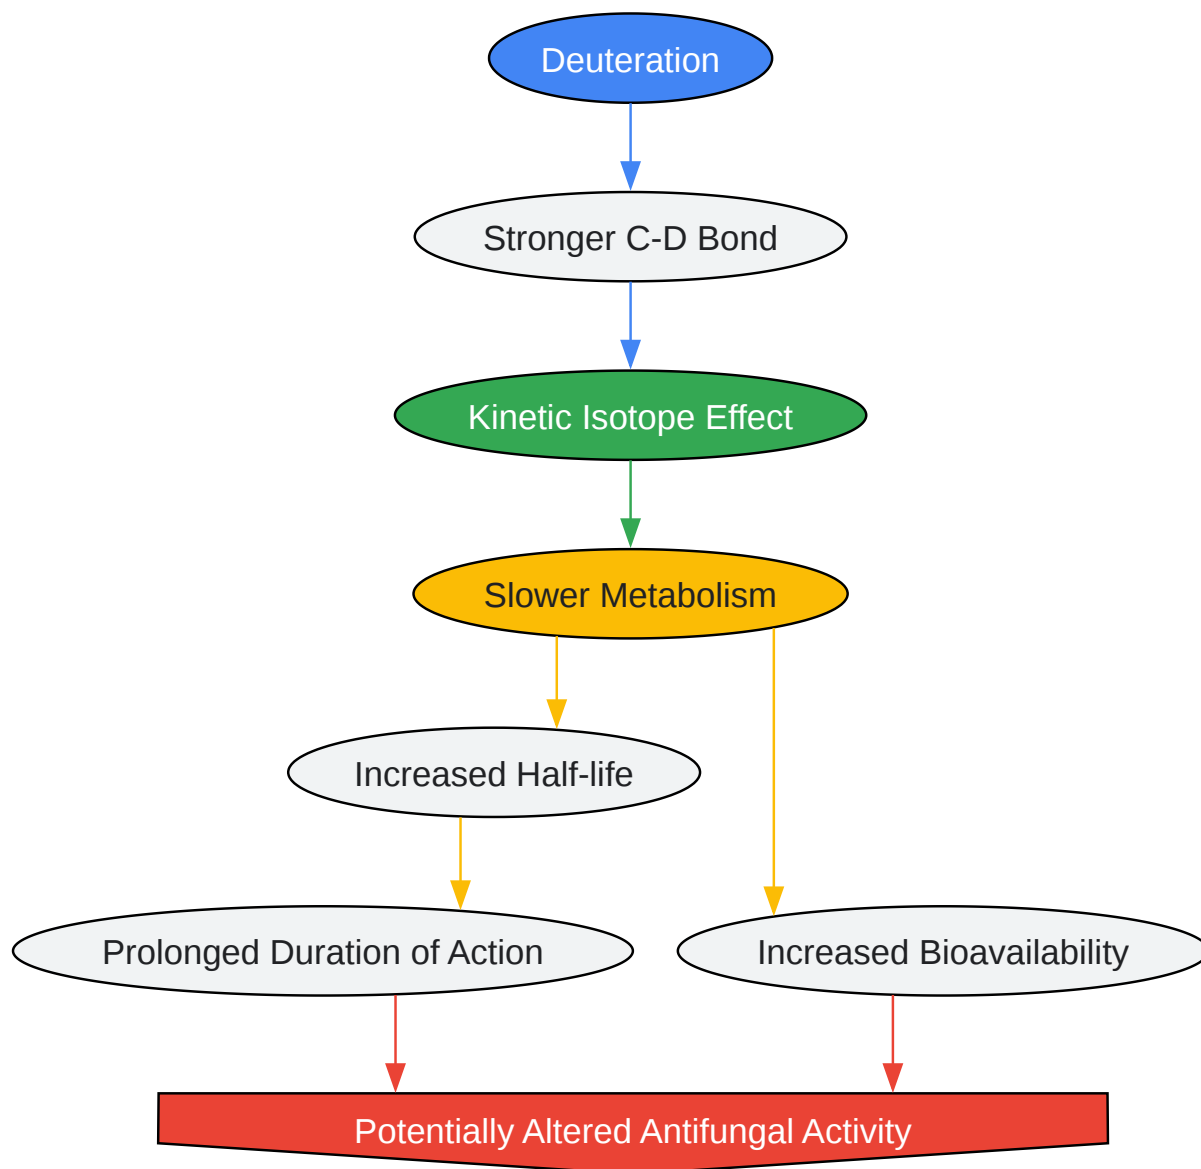 Deuteration
Stronger C-D Bond
Kinetic Isotope Effect
Slower Metabolism
Increased Half-life
Prolonged Duration of Action
Increased Bioavailability
Potentially Altered Antifungal Activity